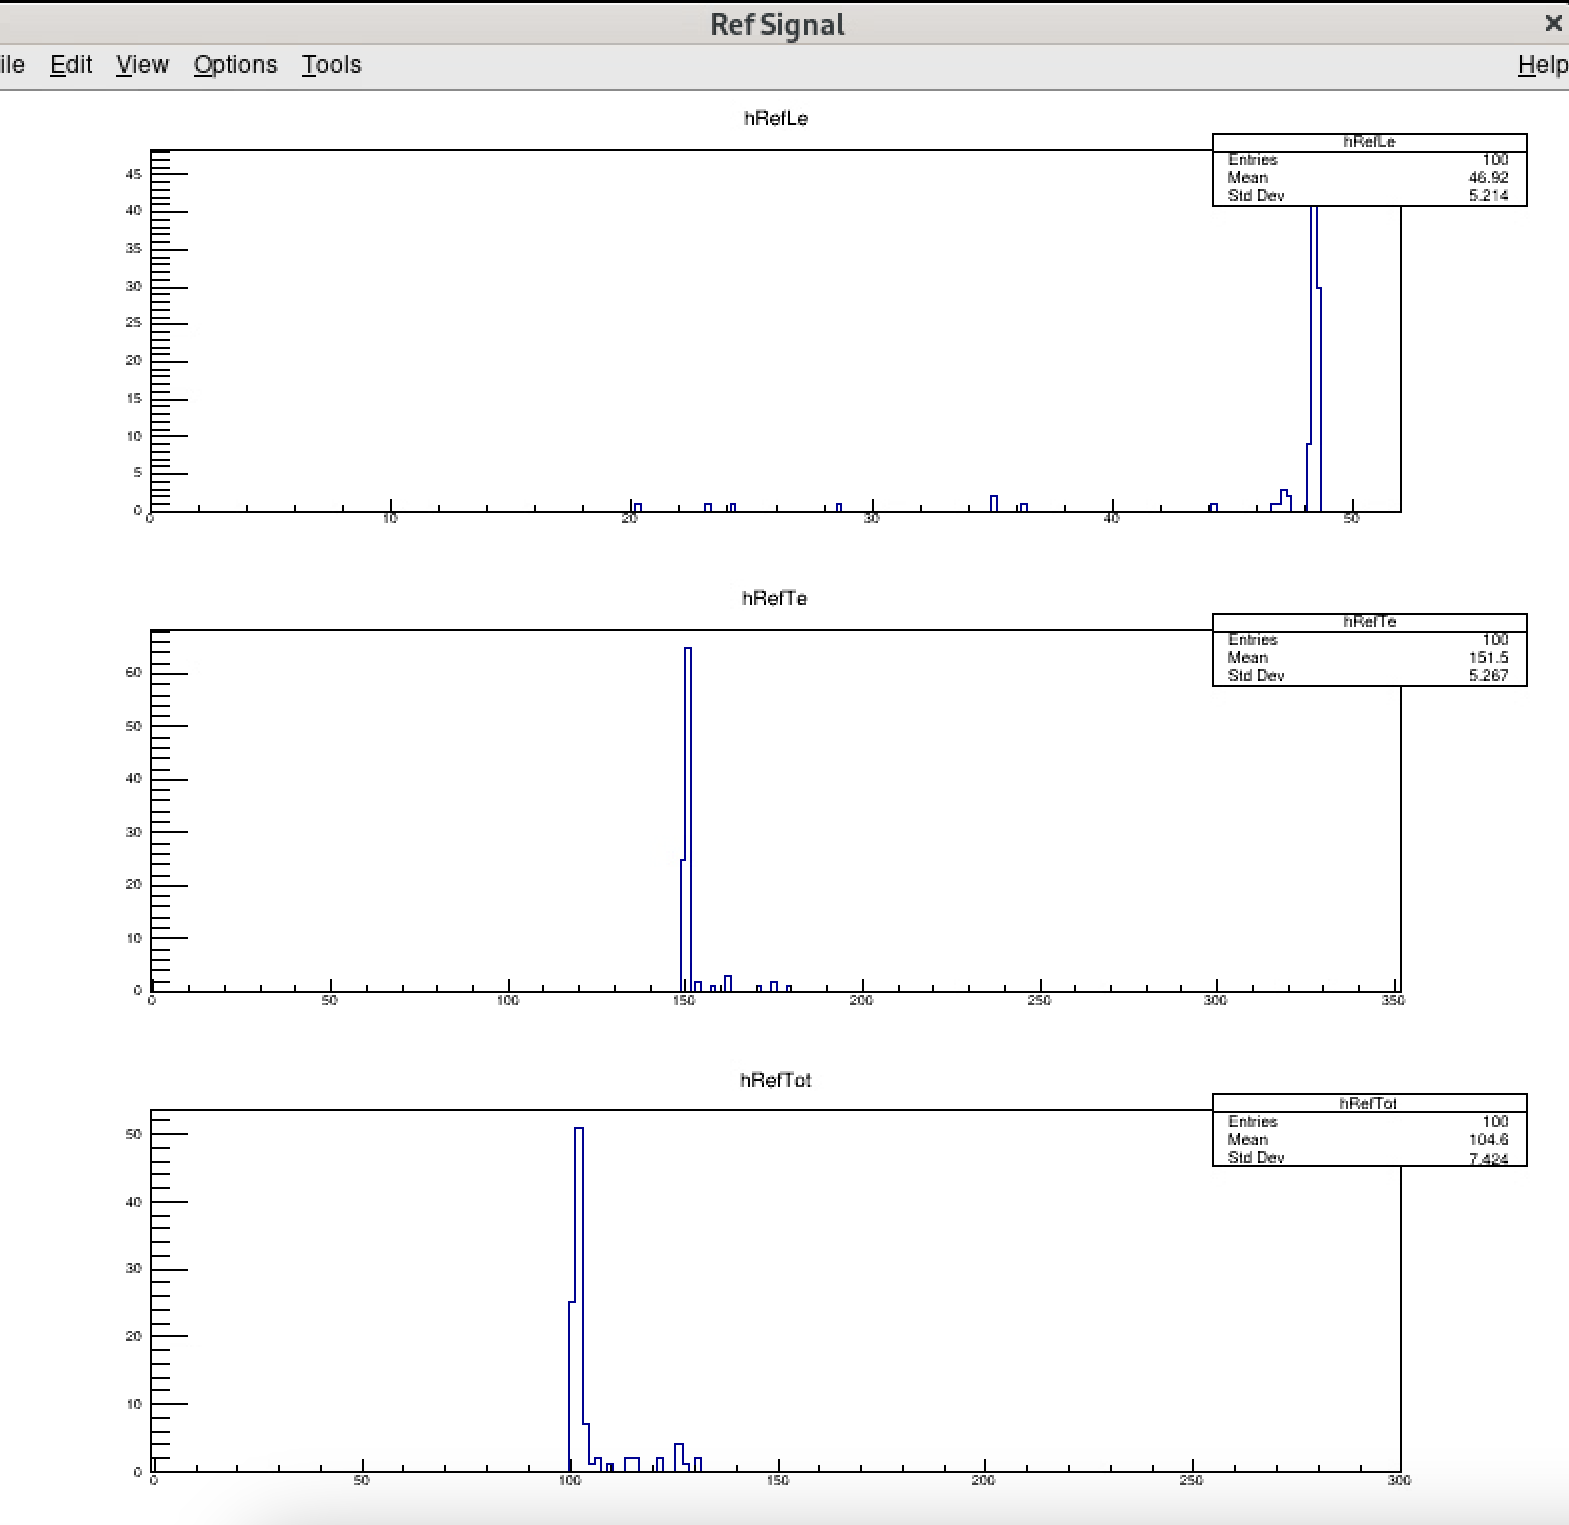 Ref Signal ×
ile Edit View Options Tools Help
hRefLe
hRefLe
Entries 100
Mean 46.92
Std Dev 5.214
45
40
35
30
25
20
15
10
5
0
0 10 20 30 40 50
hRefTe
hRefTe
Entries 100
Mean 151.5
Std Dev 5.267
60
50
40
30
20
10
0
0 50 100 150 200 250 300 350
hRefTot
hRefTot
Entries 100
Mean 104.6
Std Dev 7.424
50
40
30
20
10
0
0 50 100 150 200 250 300